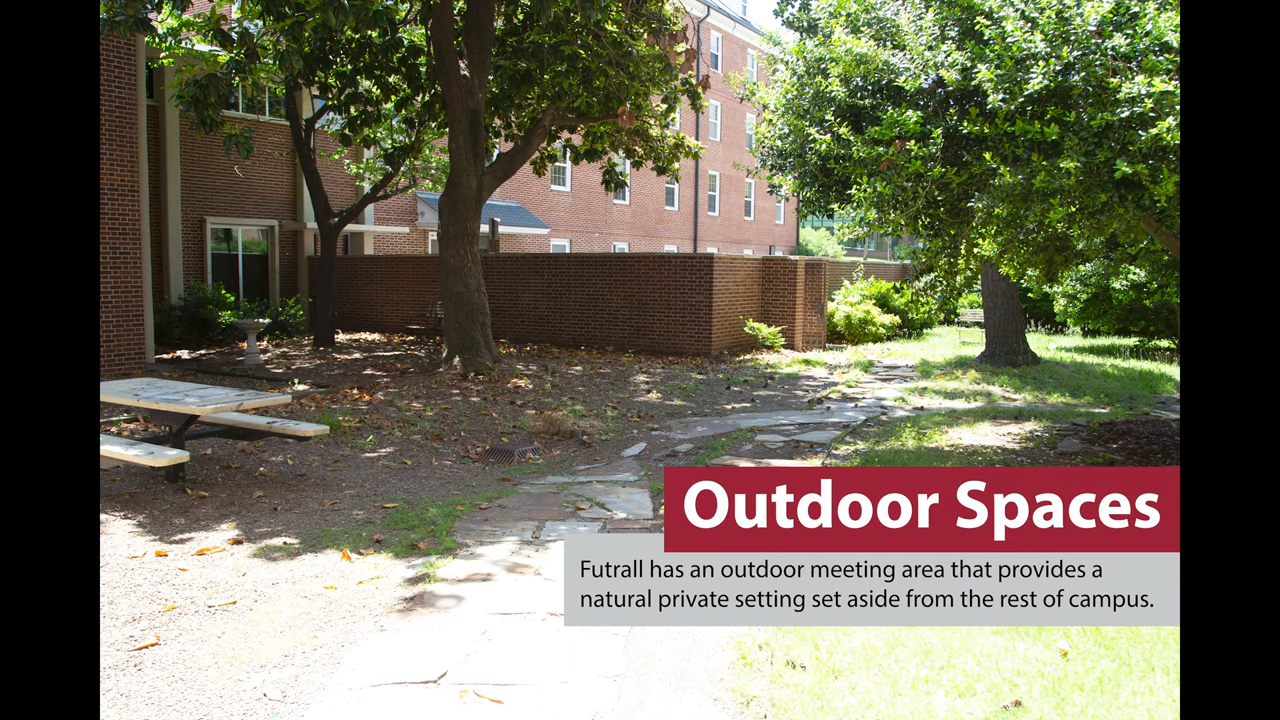 Outdoor Spaces
Futrall has an outdoor meeting area that provides a
natural private setting set aside from the rest of campus.